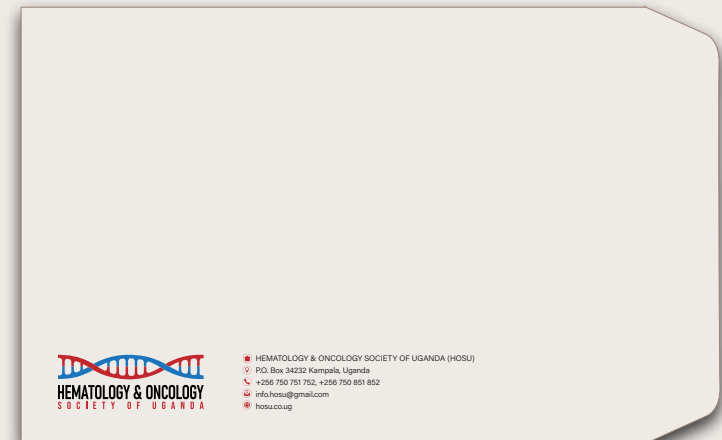 HEMATOLOGY & ONCOLOGY
SOCIETY OF UGANDA
HEMATOLOGY & ONCOLOGY SOCIETY OF UGANDA (HOSU)
P.O. Box 34232 Kampala, Uganda
+256 750 751 752, +256 750 851 852
info.hosu@gmail.com
hosu.co.ug